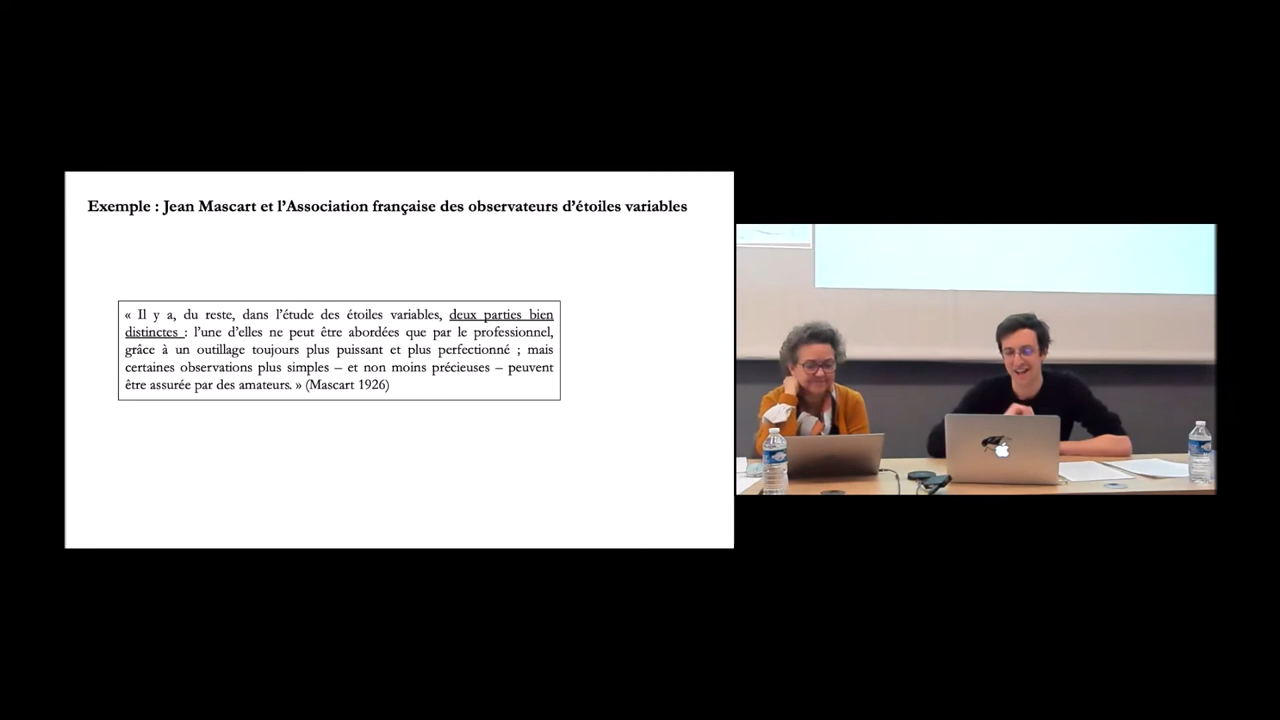 Exemple : Jean Mascart et l’Association française des observateurs d’étoiles variables
« Il y a, du reste, dans l’étude des étoiles variables, deux parties bien
distinctes : l’une d’elles ne peut être abordées que par le professionnel,
grâce à un outillage toujours plus puissant et plus perfectionné ; mais
certaines observations plus simples – et non moins précieuses – peuvent
être assurée par des amateurs. » (Mascart 1926)